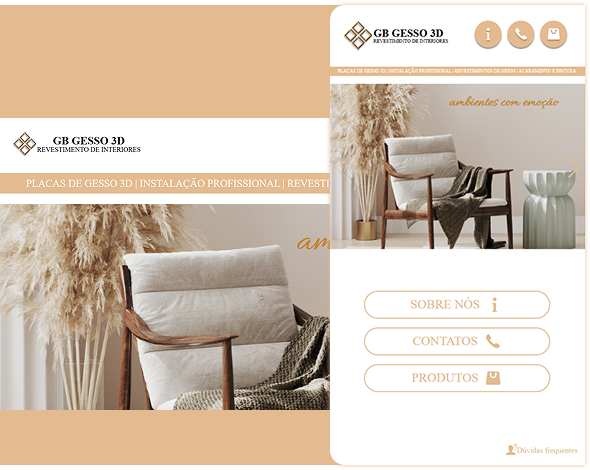 GB GESSO 3D
REVESTIMENTO DE INTERIORES
PLACAS DE GESSO 3D | INSTALAÇÃO PROFISSIONAL | REVESTI
am
GB GESSO 3D
REVESTIMENTO DE INTERIORES
PLACAS DE GESSO 3D | INSTALAÇÃO PROFISSIONAL | REVESTIMENTOS DE GESSO | ACABAMENTO E PINTURA
ambientes com emoção
SOBRE NÓS
CONTATOS
PRODUTOS
Dúvidas frequentes